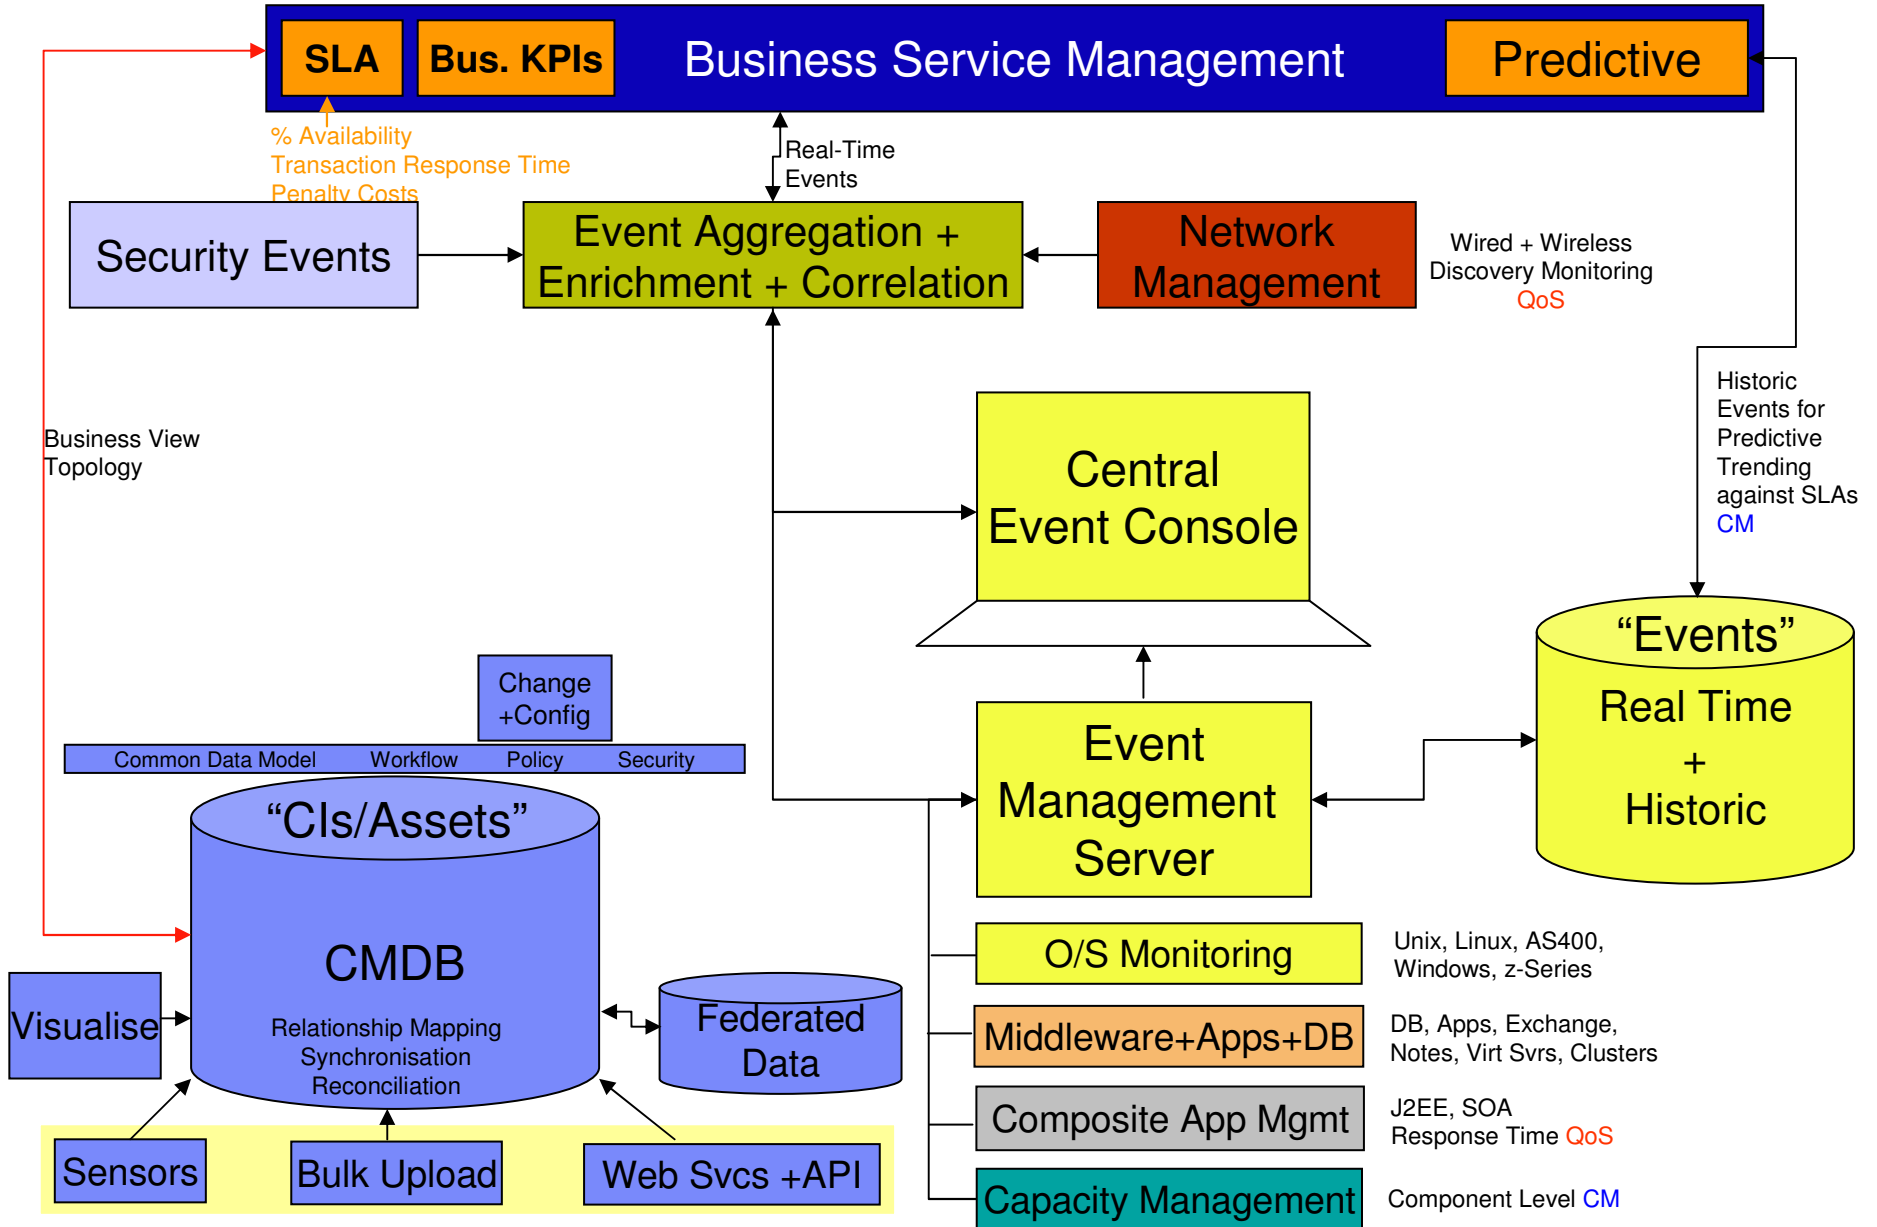 SLA
Bus. KPIs
Business Service Management
Predictive
% Availability
Transaction Response Time
Penalty Costs
Real-Time
Events
Security Events
Event Aggregation +
Enrichment + Correlation
Network
Management
Wired + Wireless
Discovery Monitoring
QoS
Business View
Topology
Historic
Events for
Predictive
Trending
against SLAs
CM
Central
Event Console
“Events”
Real Time
+
Historic
Change
+Config
Common Data Model Workflow Policy Security
Event
Management
Server
“CIs/Assets”
CMDB
Relationship Mapping
Synchronisation
Reconciliation
Visualise
Federated
Data
Sensors
Bulk Upload
Web Svcs +API
O/S Monitoring
Unix, Linux, AS400,
Windows, z-Series
Middleware+Apps+DB
DB, Apps, Exchange,
Notes, Virt Svrs, Clusters
Composite App Mgmt
J2EE, SOA
Response Time QoS
Capacity Management
Component Level CM